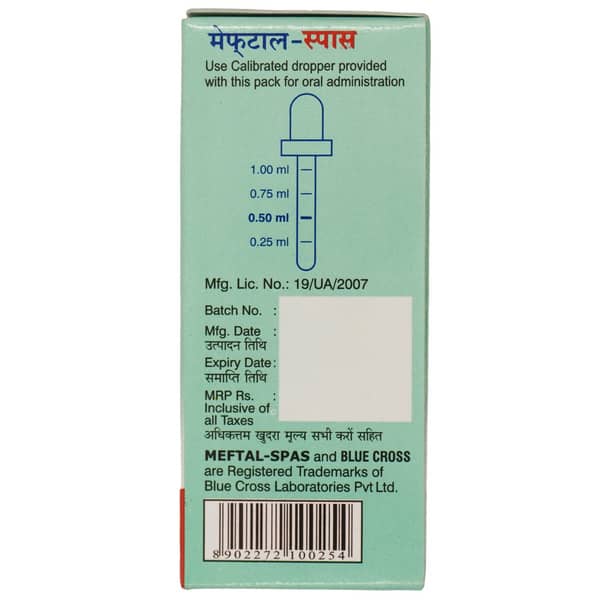 मेफ्टाल-स्पास
Use Calibrated dropper provided
with this pack for oral administration
1.00 ml
0.75 ml
0.50 ml
0.25 ml
Mfg. Lic. No.: 19/UA/2007
Batch No. :
Mfg. Date :
उत्पादन तिथि
Expiry Date:
समाप्ति तिथि
MRP Rs. :
Inclusive of
all Taxes
अधिकतम खुदरा मूल्य सभी करों सहित
MEFTAL-SPAS and BLUE CROSS
are Registered Trademarks of
Blue Cross Laboratories Pvt Ltd.
8902272100254